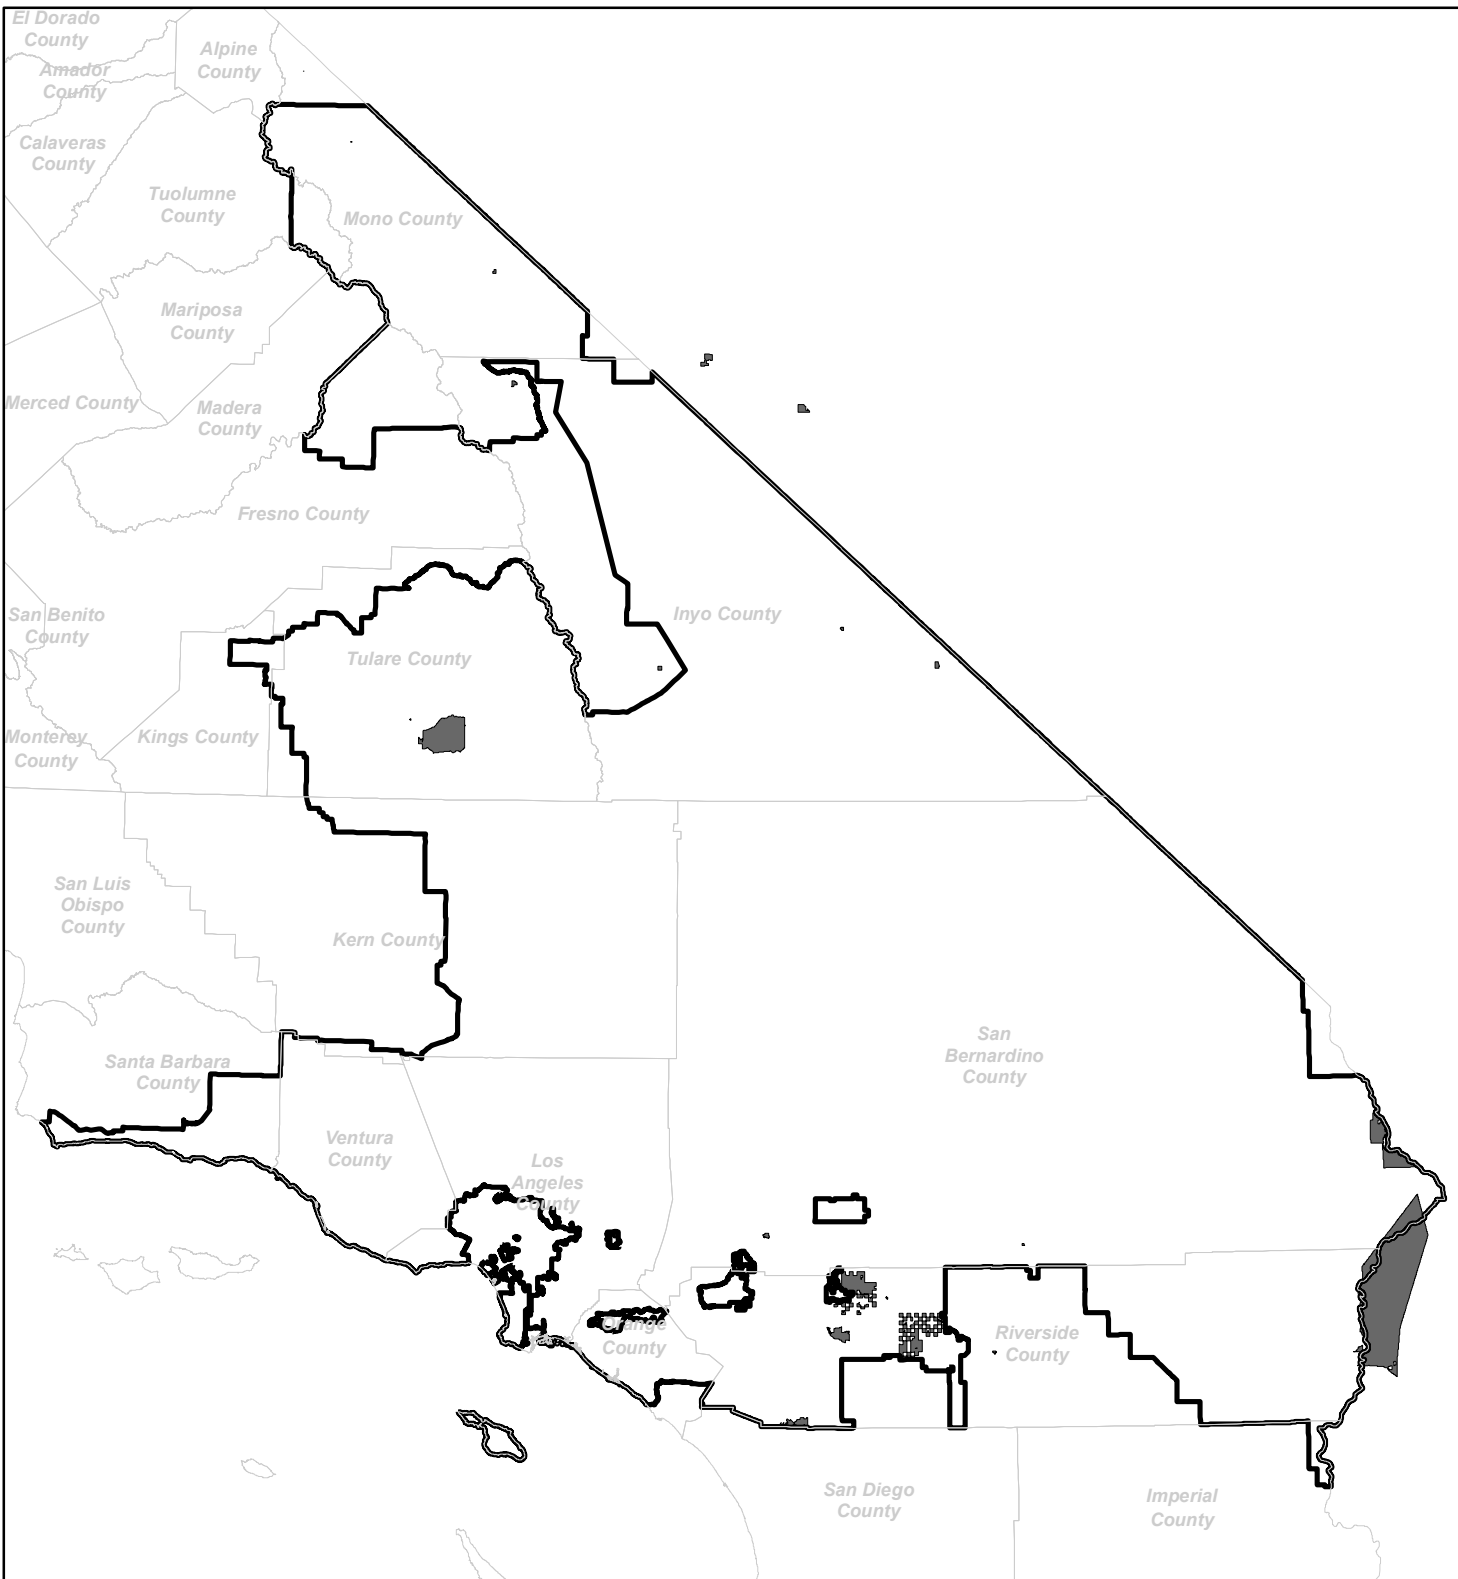 El Dorado
County
Alpine
County
Amador
County
Calaveras
County
Tuolumne
County
Mono County
Mariposa
County
Merced County
Madera
County
Fresno County
San Benito
County
Inyo County
Tulare County
Monterey
County
Kings County
San Luis
Obispo
County
Kern County
San
Bernardino
County
Santa Barbara
County
Ventura
County
Los
Angeles
County
Orange
County
Riverside
County
San Diego
County
Imperial
County